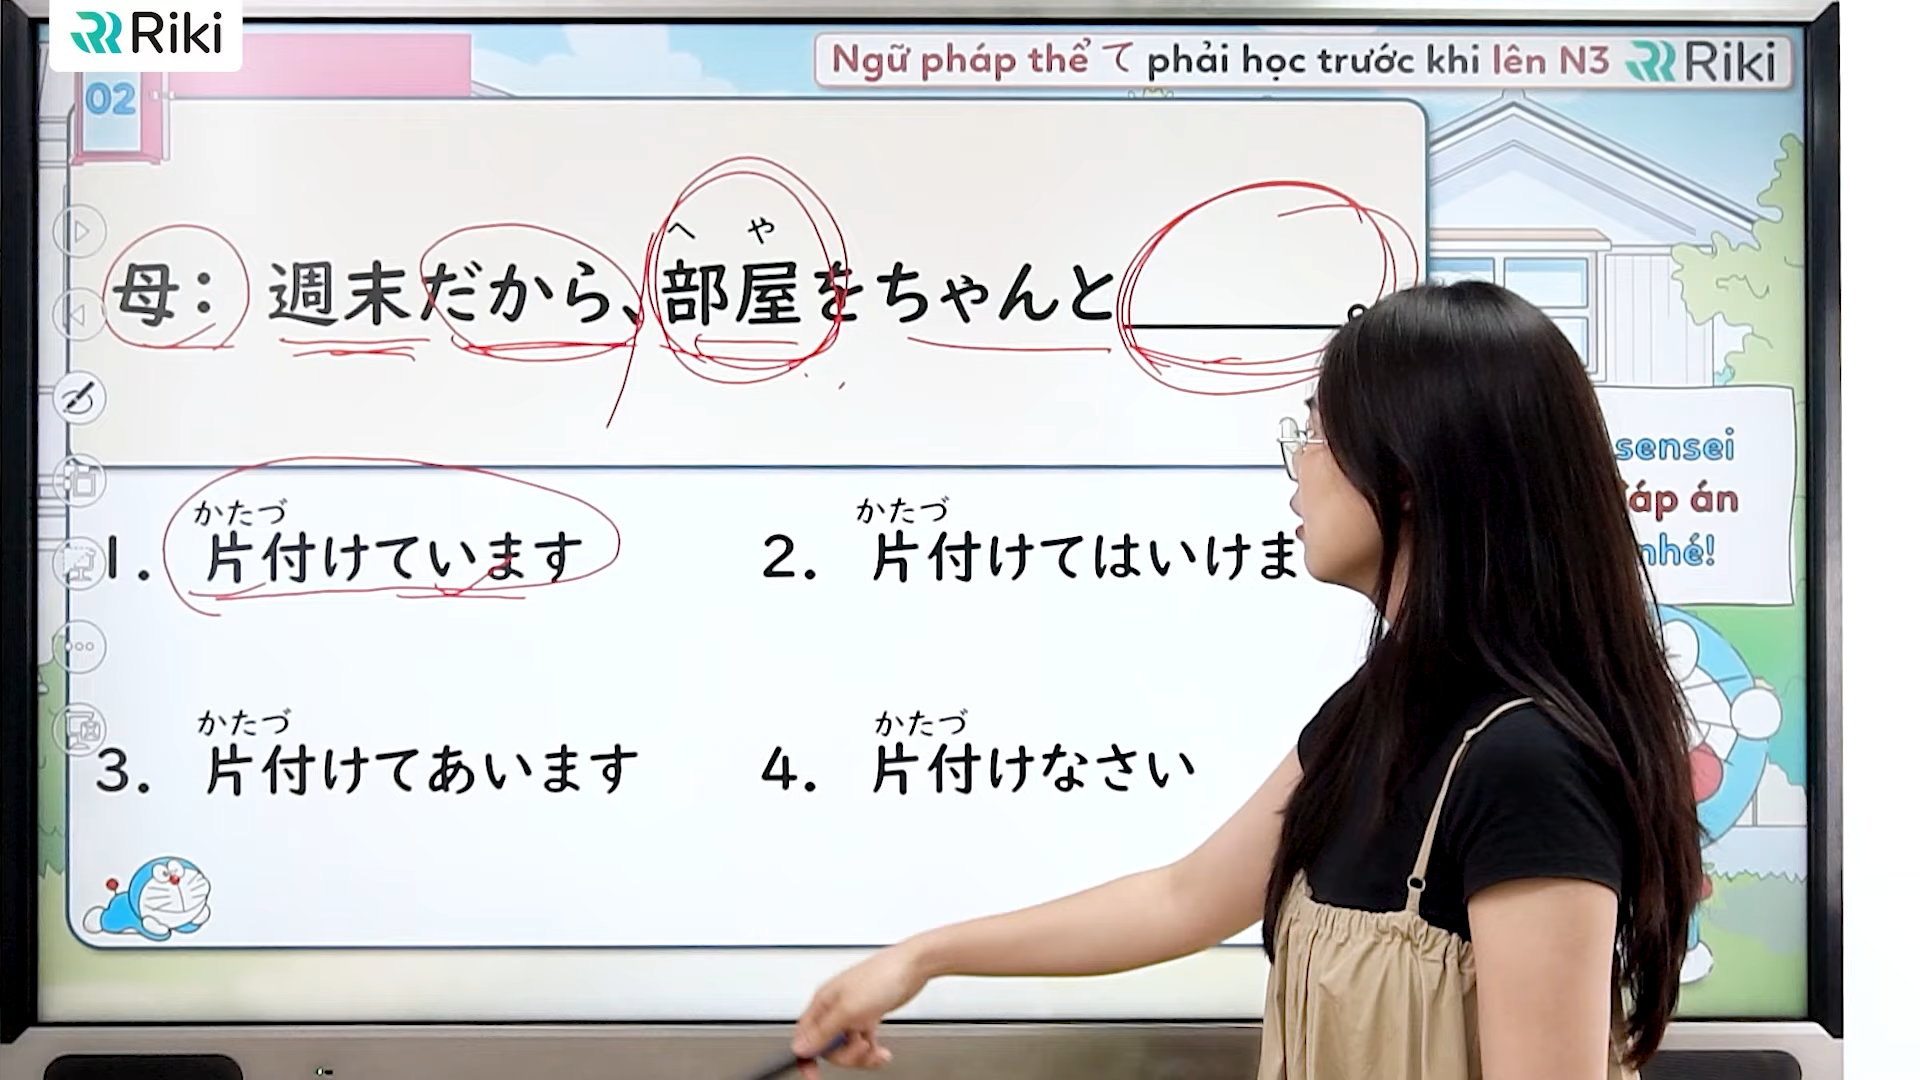 Riki
Ngữ pháp thể て phải học trước khi lên N3 Riki
02
へや
母：週末だから、部屋をちゃんと______。
かたづ
1. 片付けています
かたづ
2. 片付けてはいけま
sensei
áp án
nhé!
かたづ
3. 片付けてあいます
かたづ
4. 片付けなさい